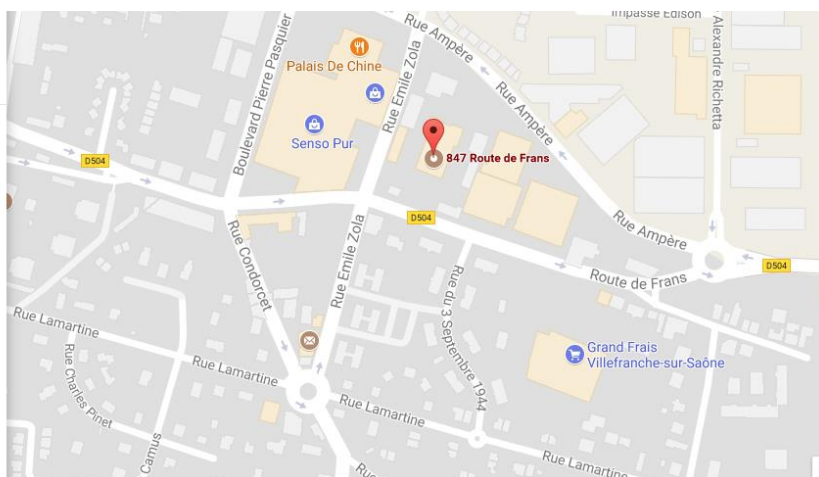 Impasse Edison
Rue Ampère
Alexandre Richetta
Palais De Chine
Boulevard Pierre Pasquier
Rue Emile Zola
Rue Ampère
Senso Pur
847 Route de Frans
D504
Rue Ampère
D504
Rue Ampère
D504
Rue Condorcet
Rue Emile Zola
Route de Frans
Rue du 3 Septembre 1944
Rue Lamartine
Grand Frais
Villefranche-sur-Saône
Rue Charles Pinet
Rue Lamartine
Rue Lamartine
Camus
Rue
Rue Lamartine